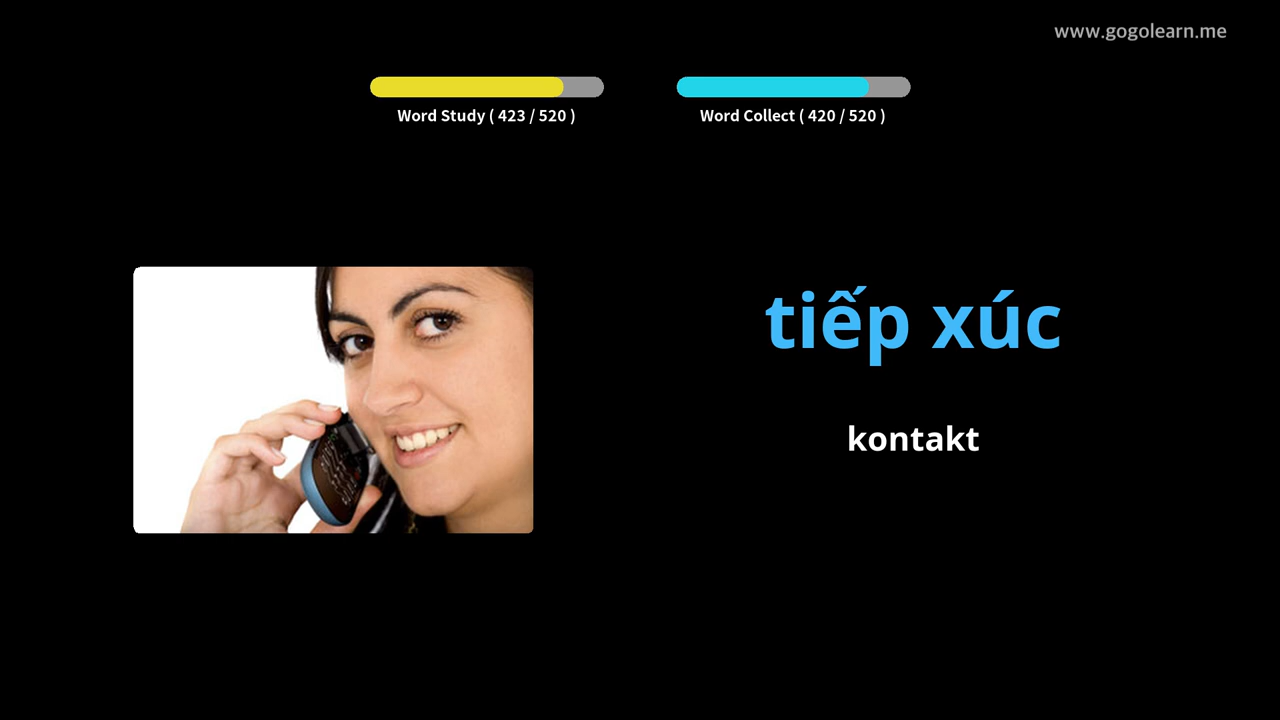 www.gogolearn.me
Word Study ( 423 / 520 )
Word Collect ( 420 / 520 )
tiếp xúc
kontakt